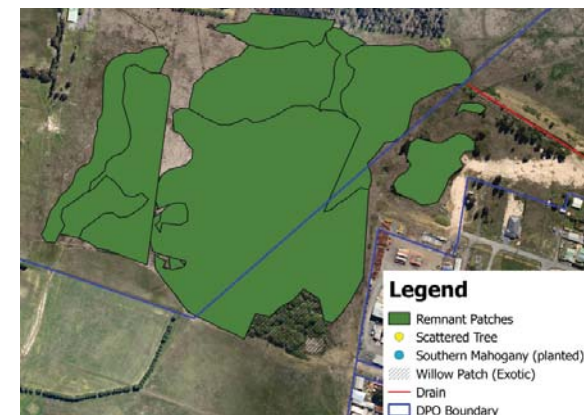 Legend
Remnant Patches
Scattered Tree
Southern Mahogany (planted)
Willow Patch (Exotic)
Drain
DPO Boundary